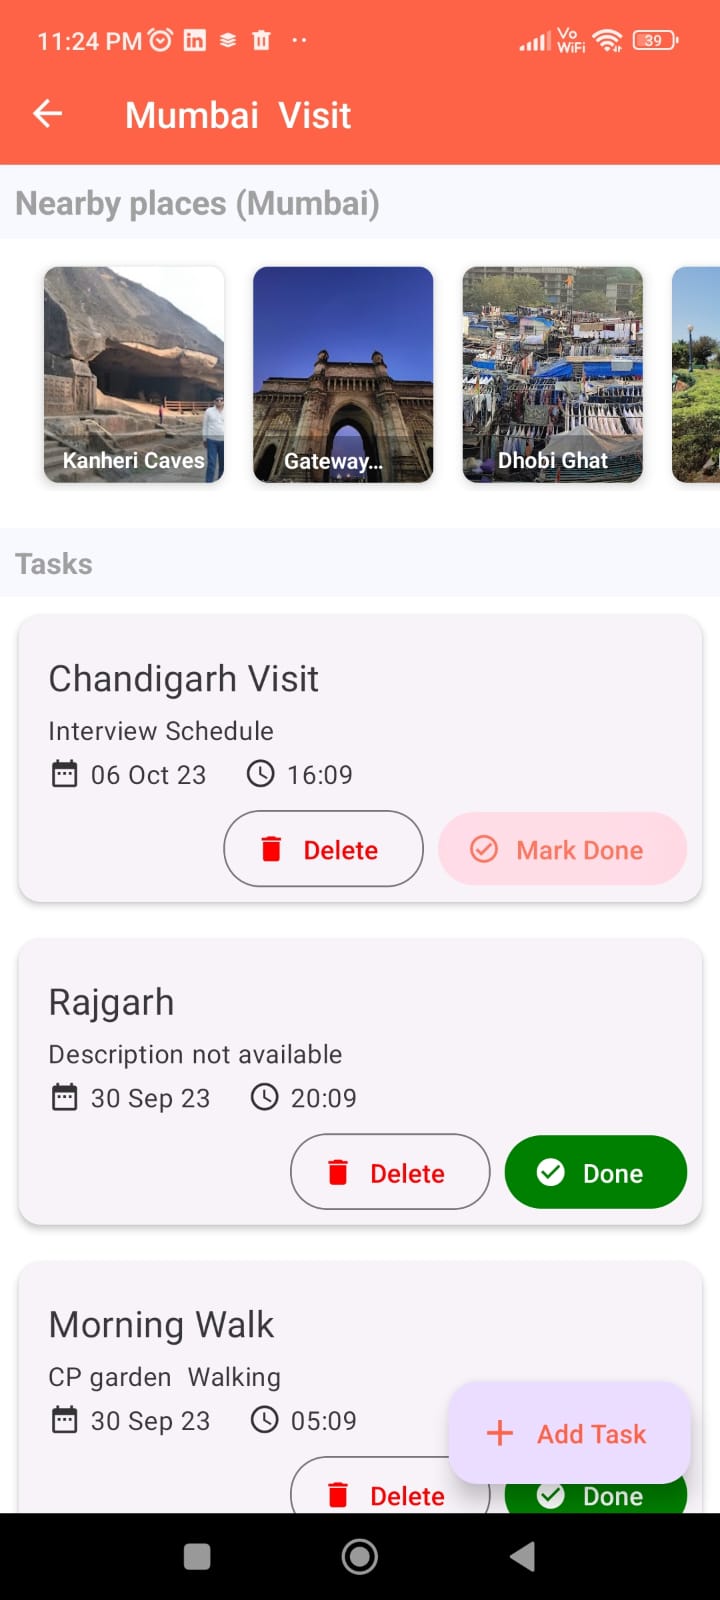 11:24 PM
Vo
WiFi
39
Mumbai  Visit
Nearby places (Mumbai)
Kanheri Caves
Gateway...
Dhobi Ghat
Tasks
Chandigarh Visit
Interview Schedule
06 Oct 23 16:09
Delete Mark Done
Rajgarh
Description not available
30 Sep 23 20:09
Delete Done
Morning Walk
CP garden  Walking
30 Sep 23 05:09
Add Task
Delete Done